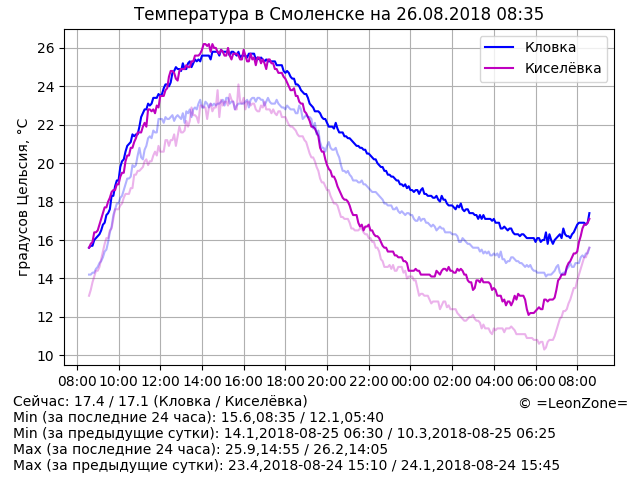 Температура в Смоленске на 26.08.2018 08:35
Кловка
Киселёвка
градусов Цельсия, °C
26
24
22
20
18
16
14
12
10
08:00 10:00 12:00 14:00 16:00 18:00 20:00 22:00 00:00 02:00 04:00 06:00 08:00
Сейчас: 17.4 / 17.1 (Кловка / Киселёвка)
© =LeonZone=
Min (за последние 24 часа): 15.6,08:35 / 12.1,05:40
Min (за предыдущие сутки): 14.1,2018-08-25 06:30 / 10.3,2018-08-25 06:25
Max (за последние 24 часа): 25.9,14:55 / 26.2,14:05
Max (за предыдущие сутки): 23.4,2018-08-24 15:10 / 24.1,2018-08-24 15:45